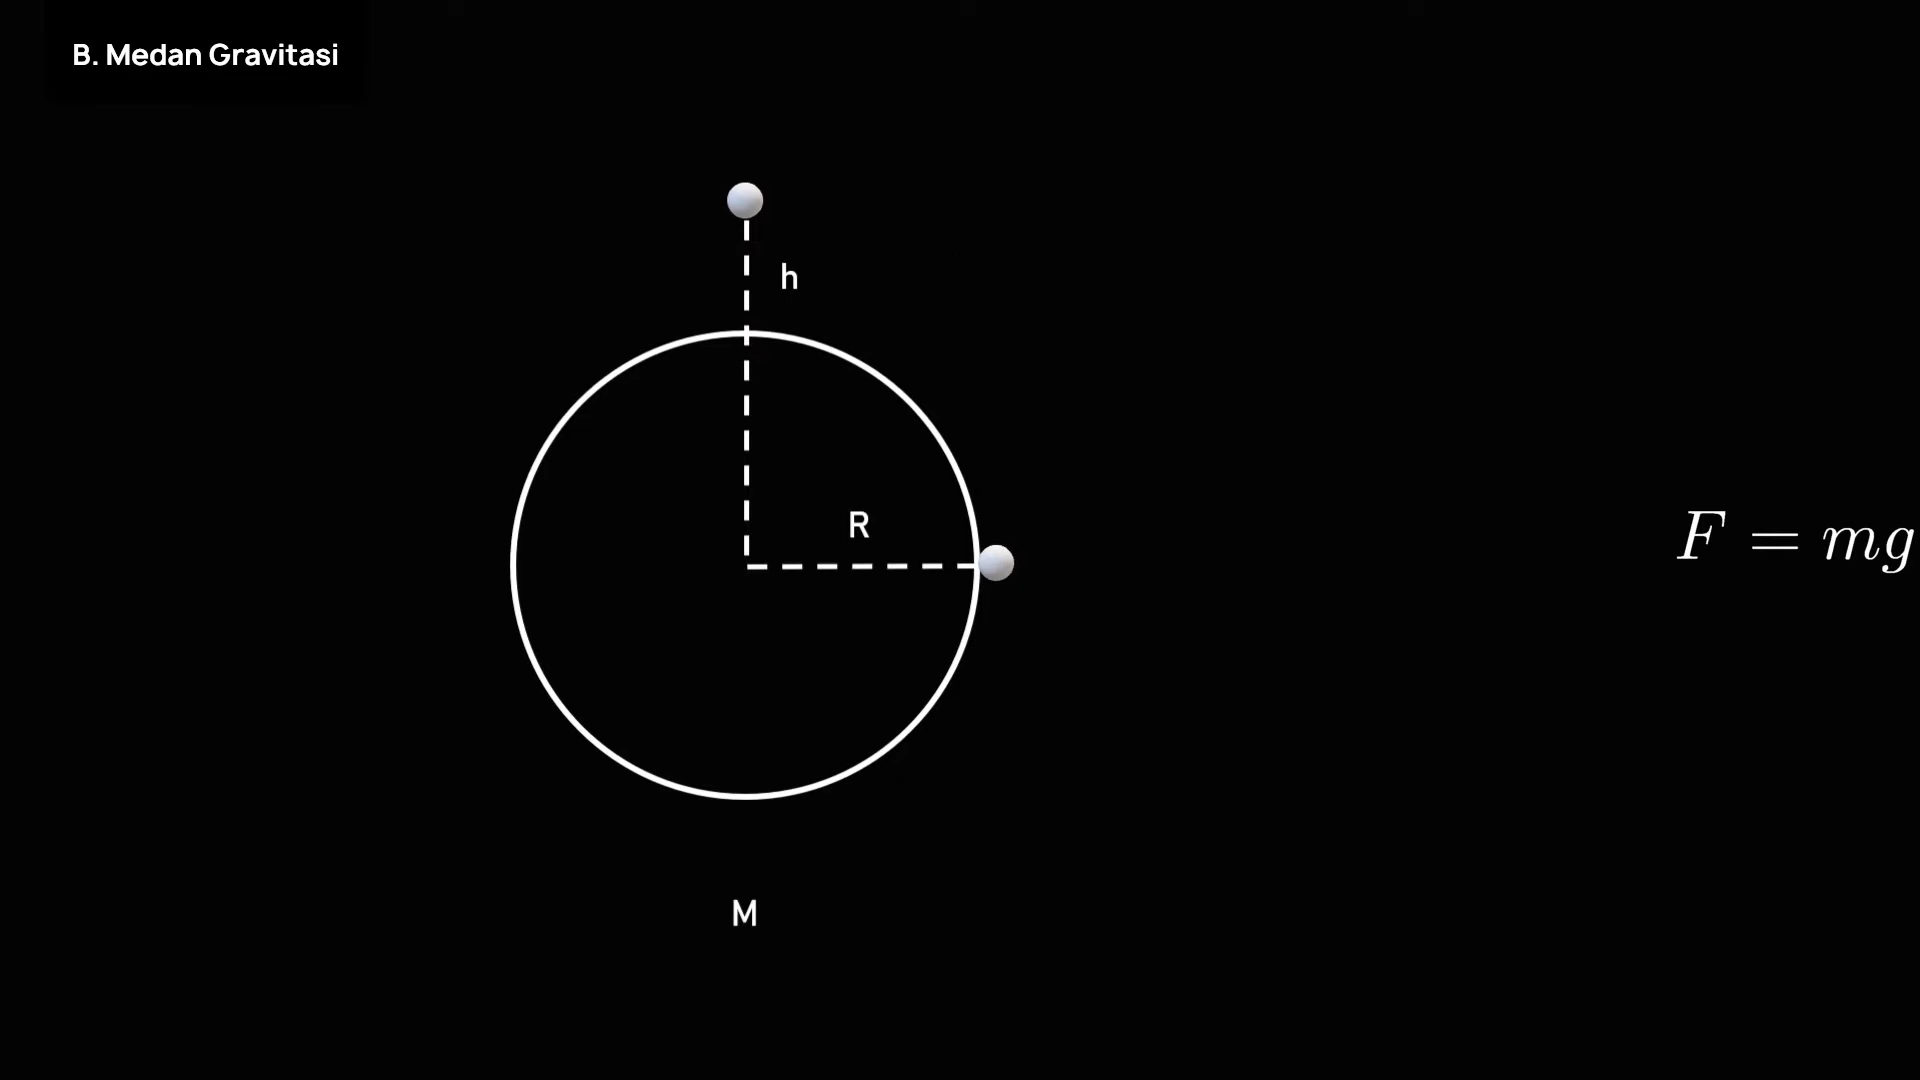 B. Medan Gravitasi
h
R
F = mg
M